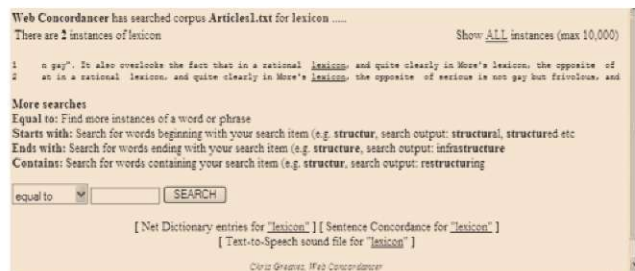 Web Concordancer has searched corpus Articles1.txt for lexicon .....
There are 2 instances of lexicon Show ALL instances (max 10,000)
1 n gay". It also overlooks the fact that in a rational lexicon, and quite clearly in More's lexicon, the opposite of
2 at in a rational lexicon, and quite clearly in More's lexicon, the opposite of serious is not gay but frivolous, and
More searches
Equal to: Find more instances of a word or phrase
Starts with: Search for words beginning with your search item (e.g. structur, search output: structural, structured etc
Ends with: Search for words ending with your search item (e.g. structure, search output: infrastructure
Contains: Search for words containing your search item (e.g. structur, search output: restructuring
equal to SEARCH
[ Net Dictionary entries for "lexicon" ] [ Sentence Concordance for "lexicon" ]
[ Text-to-Speech sound file for "lexicon" ]
Chris Greaves, Web Concordancer